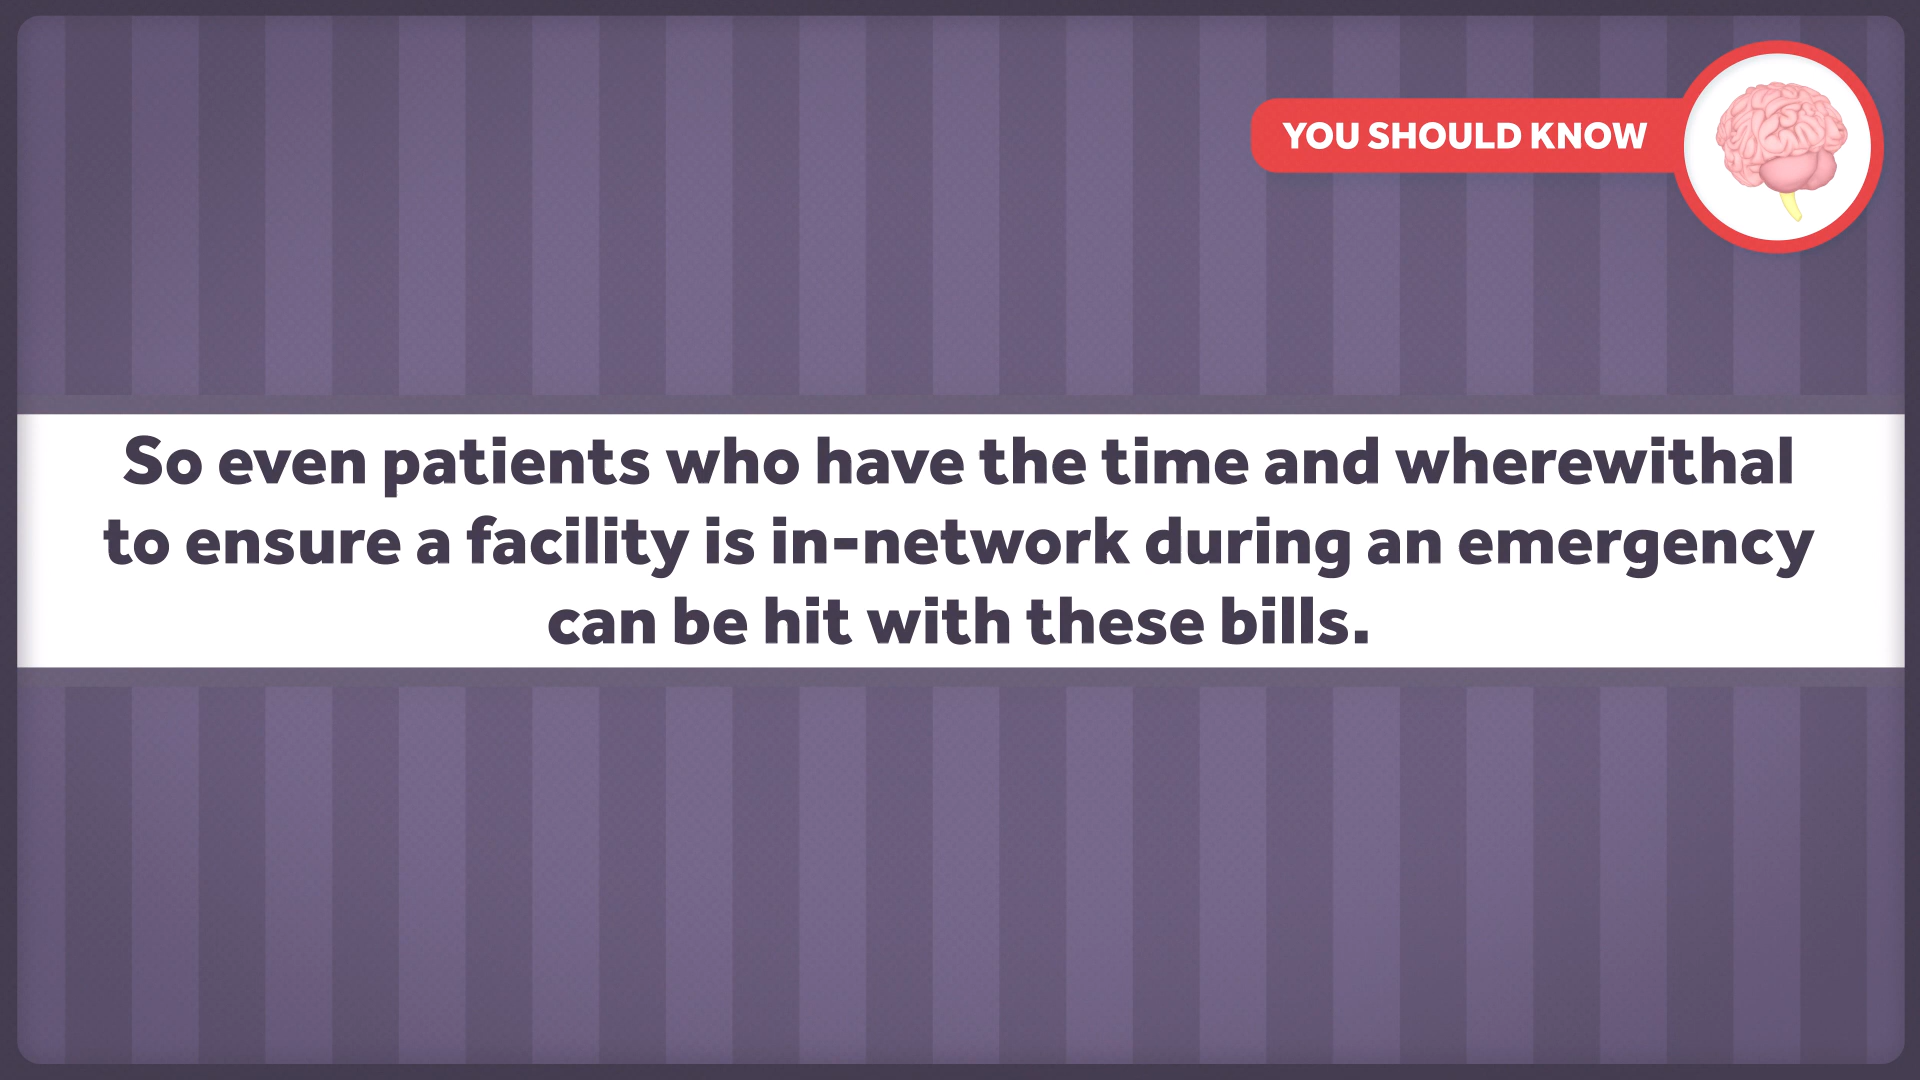 YOU SHOULD KNOW
So even patients who have the time and wherewithal
to ensure a facility is in-network during an emergency
can be hit with these bills.